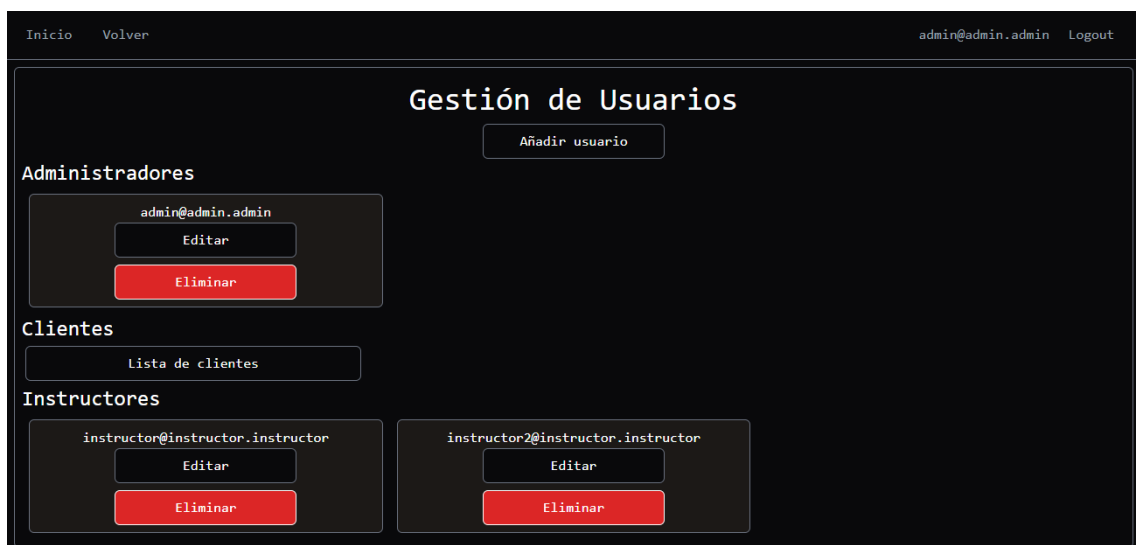 Inicio Volver admin@admin.admin Logout
Gestión de Usuarios
Añadir usuario
Administradores
admin@admin.admin
Editar
Eliminar
Clientes
Lista de clientes
Instructores
instructor@instructor.instructor
Editar
Eliminar
instructor2@instructor.instructor
Editar
Eliminar